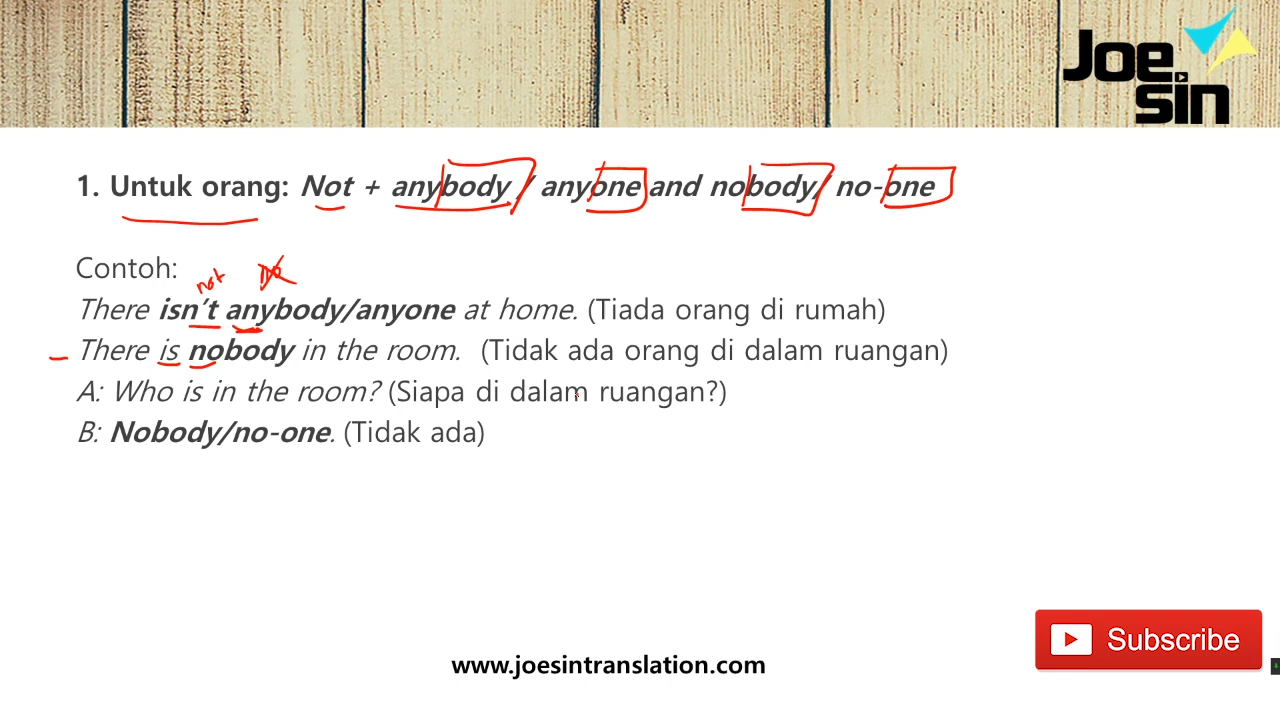 Joe
sin
1. Untuk orang: Not + anybody / anyone and nobody/ no-one
Contoh:
not no
There isn't anybody/anyone at home. (Tiada orang di rumah)
There is nobody in the room. (Tidak ada orang di dalam ruangan)
A: Who is in the room? (Siapa di dalam ruangan?)
B: Nobody/no-one. (Tidak ada)
Subscribe
www.joesintranslation.com